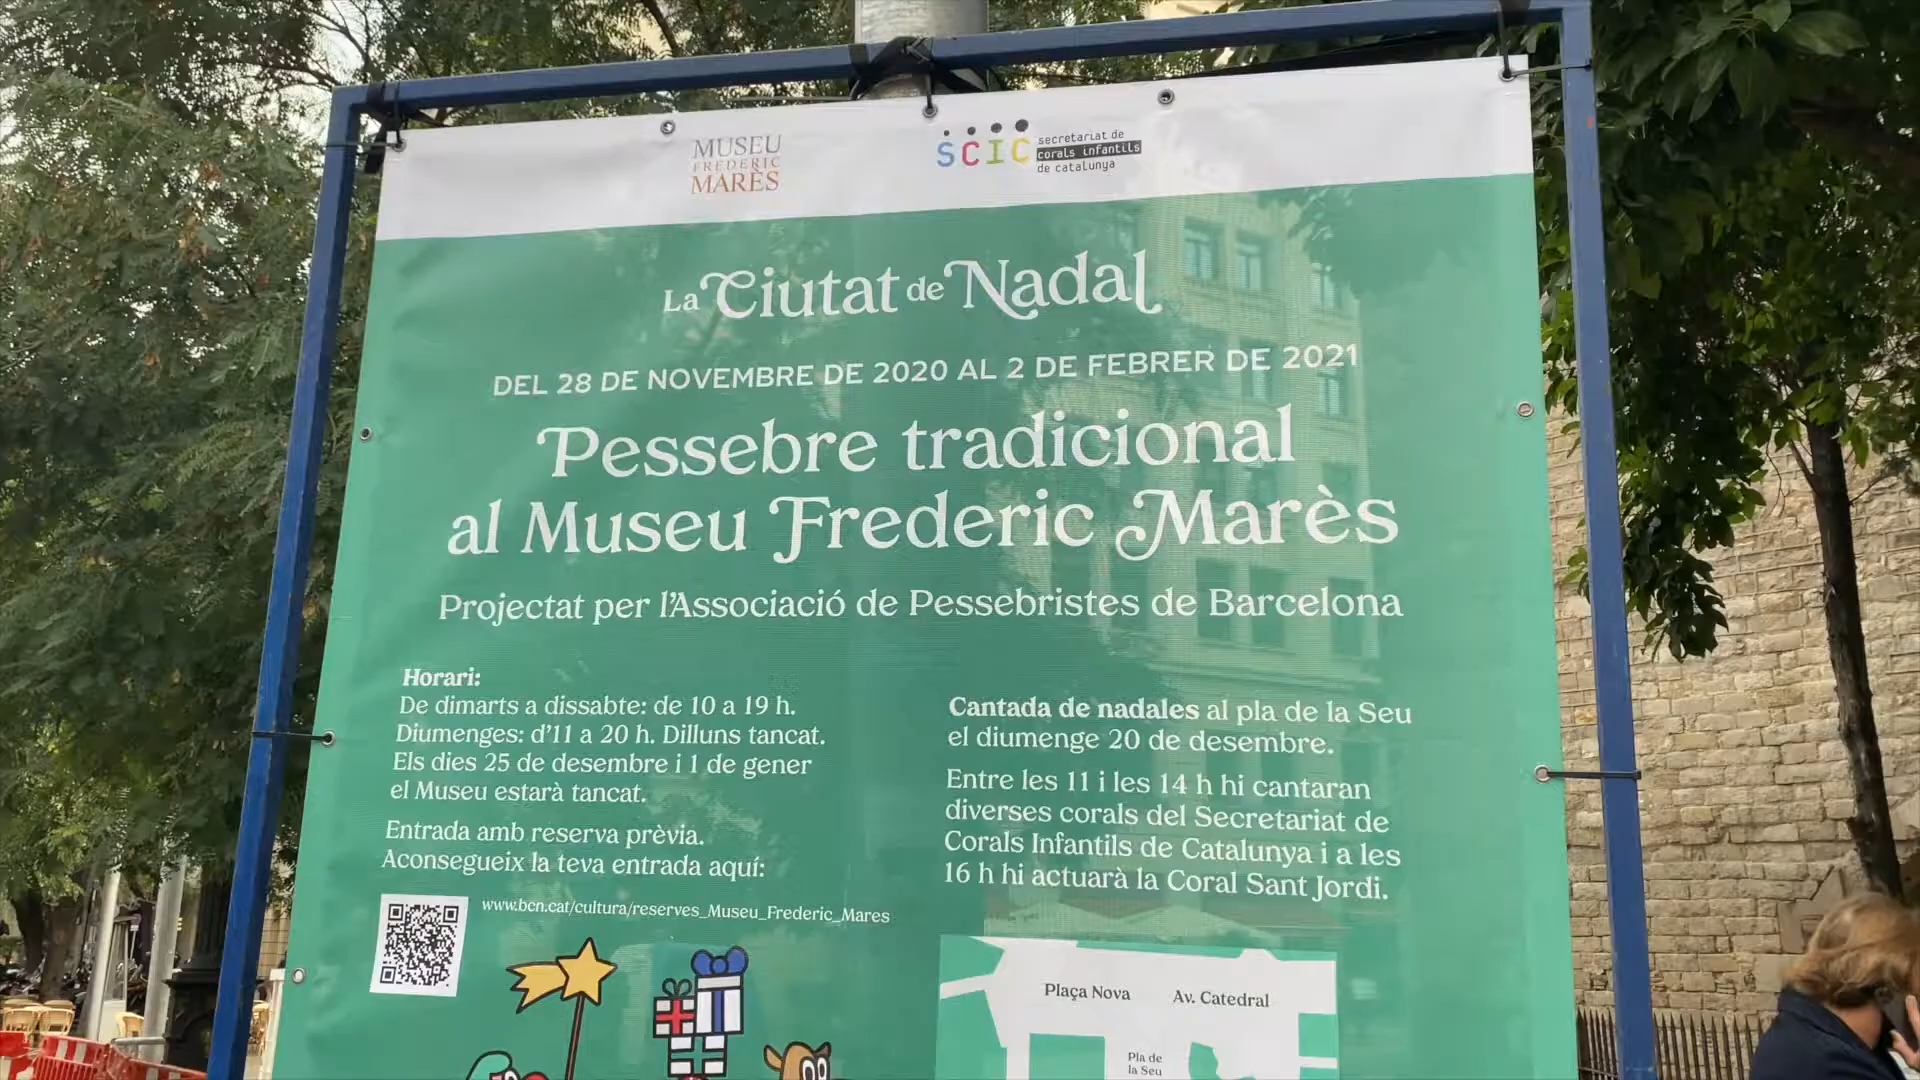 MUSEU
FREDERIC
MARÈS
SCIC
secretariat de
corals infantils
de catalunya
La Ciutat de Nadal
DEL 28 DE NOVEMBRE DE 2020 AL 2 DE FEBRER DE 2021
Pessebre tradicional
al Museu Frederic Marès
Projectat per l'Associació de Pessebristes de Barcelona
Horari:
De dimarts a dissabte: de 10 a 19 h.
Diumenges: d'11 a 20 h. Dilluns tancat.
Els dies 25 de desembre i 1 de gener
el Museu estarà tancat.
Entrada amb reserva prèvia.
Aconsegueix la teva entrada aquí:
www.bcn.cat/cultura/reserves_Museu_Frederic_Mares
Cantada de nadales al pla de la Seu
el diumenge 20 de desembre.
Entre les 11 i les 14 h hi cantaran
diverses corals del Secretariat de
Corals Infantils de Catalunya i a les
16 h hi actuarà la Coral Sant Jordi.
Plaça Nova
Av. Catedral
Pla de
la Seu